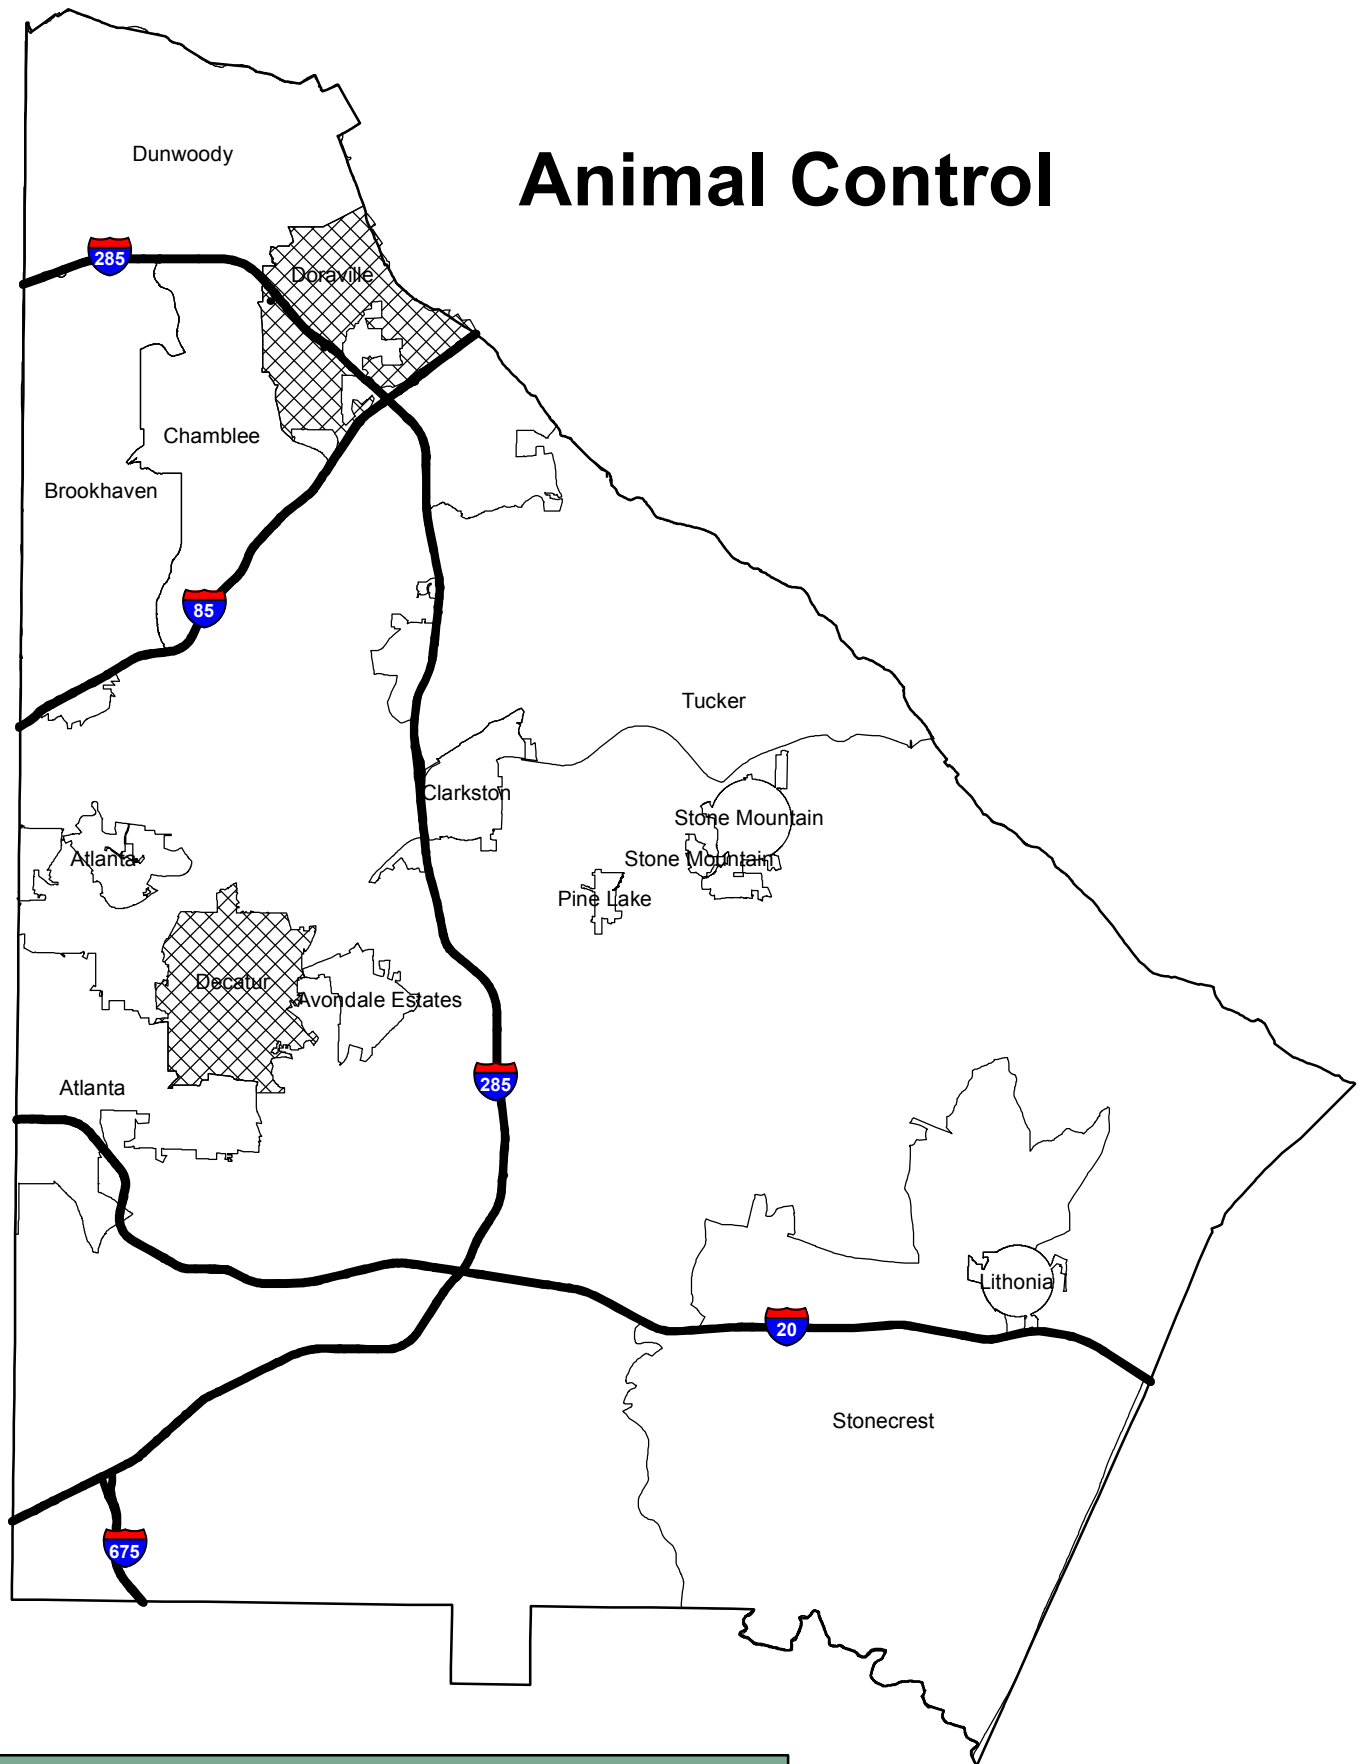 Animal Control
Dunwoody
285
Doraville
Chamblee
Brookhaven
85
Tucker
Clarkston
Stone Mountain
Stone Mountain
Atlanta
Pine Lake
Decatur
Avondale Estates
285
Atlanta
Lithonia
20
Stonecrest
675